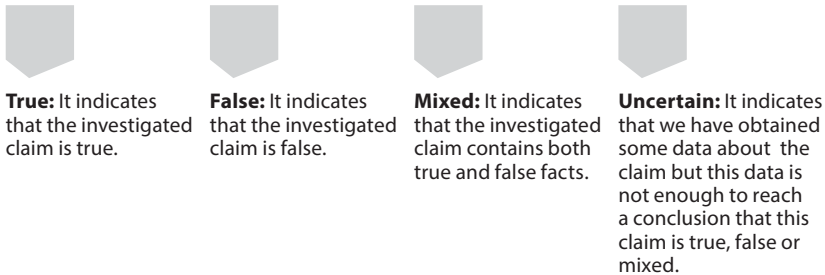 True: It indicates
that the investigated
claim is true.
False: It indicates
that the investigated
claim is false.
Mixed: It indicates
that the investigated
claim contains both
true and false facts.
Uncertain: It indicates
that we have obtained
some data about the
claim but this data is
not enough to reach
a conclusion that this
claim is true, false or
mixed.